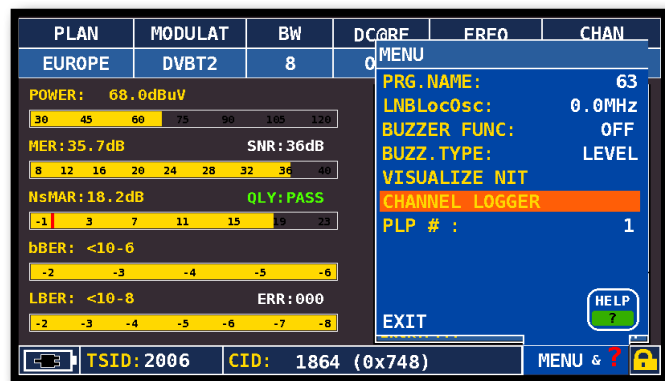 PLAN MODULAT BW DC@RF FREQ CHAN
EUROPE DVBT2 8
MENU
PRG.NAME: 63
LNBLocOsc: 0.0MHz
BUZZER FUNC: OFF
BUZZ.TYPE: LEVEL
VISUALIZE NIT
CHANNEL LOGGER
PLP # : 1
HELP
?
EXIT
POWER: 68.0dBuV
30 45 60 75 90 105 120
MER:35.7dB SNR:36dB
8 12 16 20 24 28 32 36 40
NsMAR:18.2dB QLY:PASS
-1 3 7 11 15 19 23
bBER: <10-6
-2 -3 -4 -5 -6
LBER: <10-8 ERR:000
-2 -3 -4 -5 -6 -7 -8
TSID:2006 CID: 1864 (0x748) MENU & ?